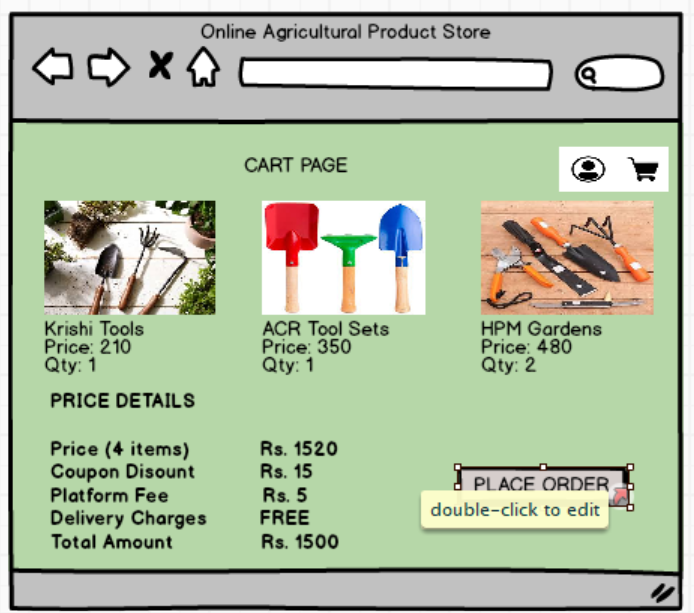 Online Agricultural Product Store
CART PAGE
Krishi Tools
Price: 210
Qty: 1
ACR Tool Sets
Price: 350
Qty: 1
HPM Gardens
Price: 480
Qty: 2
PRICE DETAILS
Price (4 items) Rs. 1520
Coupon Disount Rs. 15
Platform Fee Rs. 5
Delivery Charges FREE
Total Amount Rs. 1500
PLACE ORDER
double-click to edit